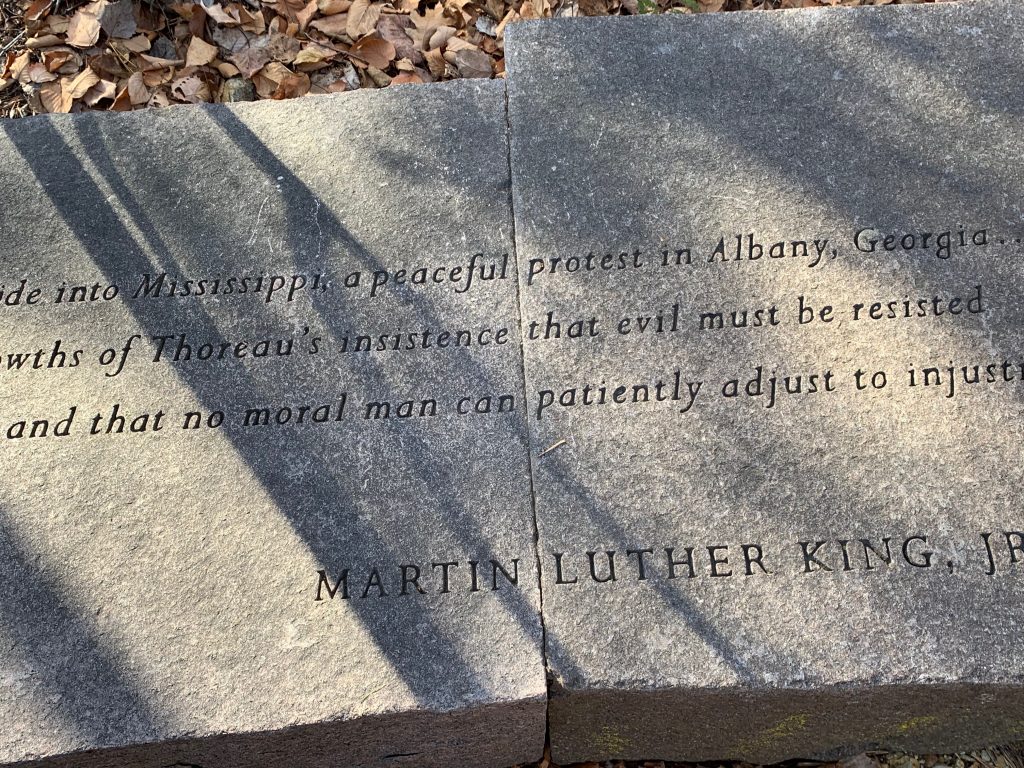 ide into Mississippi, a peaceful protest in Albany, Georgia...
owths of Thoreau's insistence that evil must be resisted
and that no moral man can patiently adjust to injusti
MARTIN LUTHER KING, JR